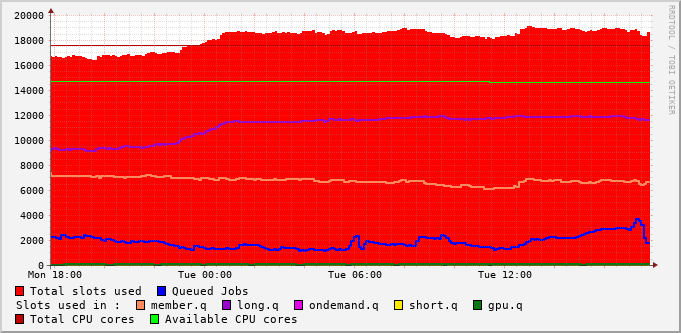 20000
18000
16000
14000
12000
10000
8000
6000
4000
2000
0
Mon 18:00 Tue 00:00 Tue 06:00 Tue 12:00
RRDTOOL / TOBI OETIKER
Total slots used Queued Jobs
Slots used in : member.q long.q ondemand.q short.q gpu.q
Total CPU cores Available CPU cores